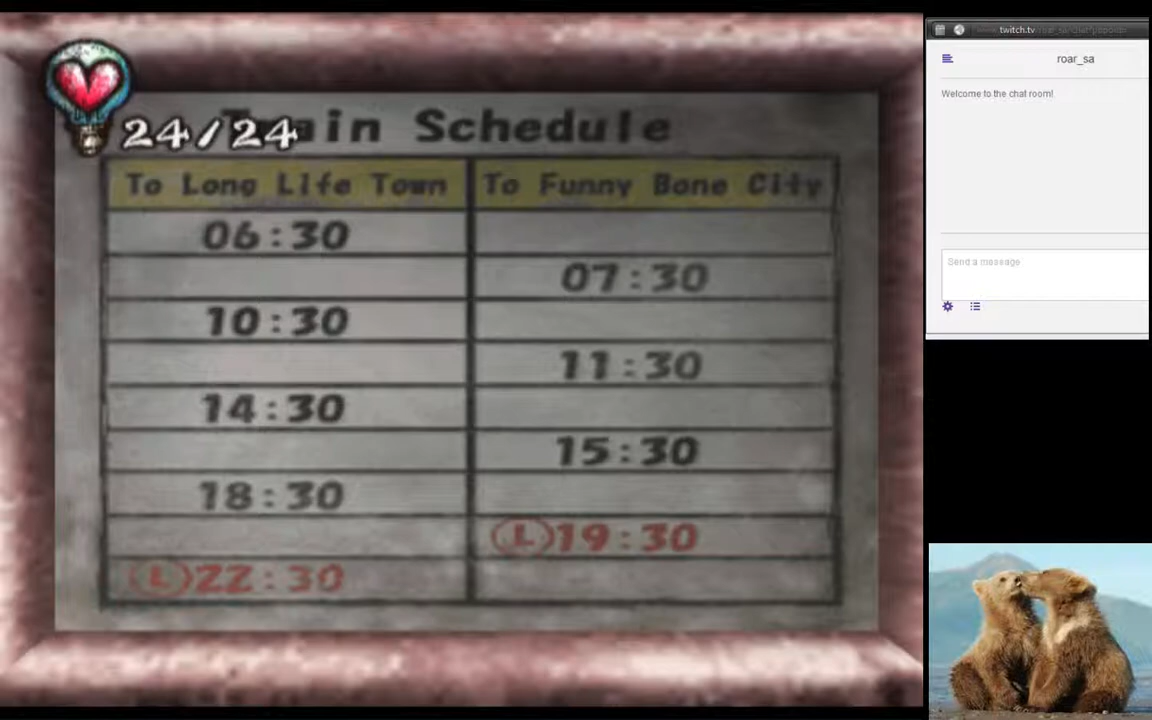 24/24
Train Schedule
To Long Life Town To Funny Bone City
06:30
07:30
10:30
11:30
14:30
15:30
18:30
(L)19:30
(L)22:30
twitch.tv
roar_sa
Welcome to the chat room!
Send a message